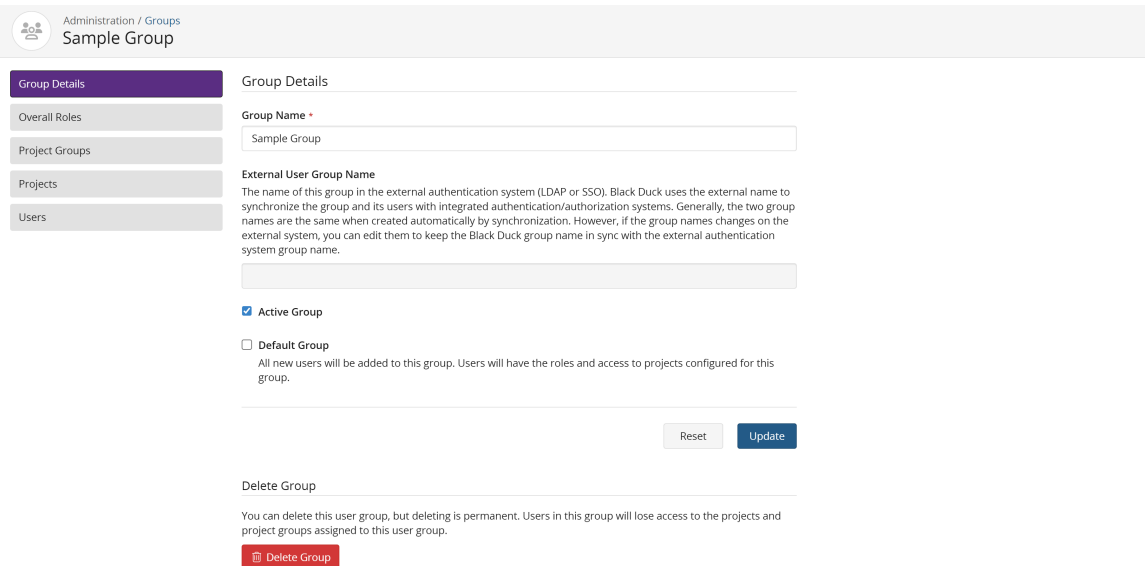 Administration / Groups
Sample Group
Group Details
Overall Roles
Project Groups
Projects
Users
Group Details
Group Name *
Sample Group
External User Group Name
The name of this group in the external authentication system (LDAP or SSO). Black Duck uses the external name to
synchronize the group and its users with integrated authentication/authorization systems. Generally, the two group
names are the same when created automatically by synchronization. However, if the group names changes on the
external system, you can edit them to keep the Black Duck group name in sync with the external authentication
system group name.
Active Group
Default Group
All new users will be added to this group. Users will have the roles and access to projects configured for this
group.
Reset
Update
Delete Group
You can delete this user group, but deleting is permanent. Users in this group will lose access to the projects and
project groups assigned to this user group.
Delete Group